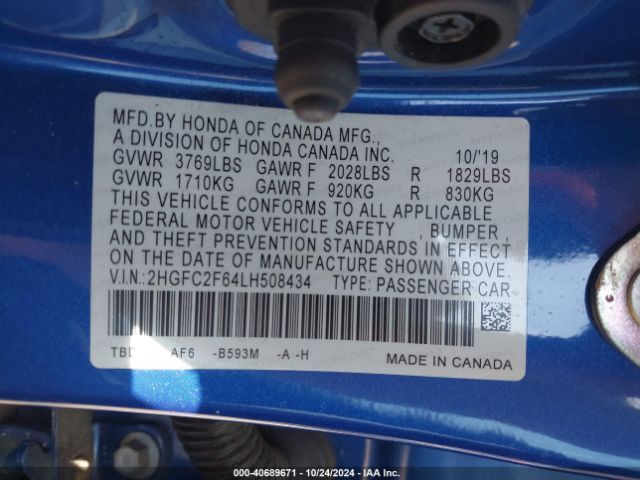 MFD.BY HONDA OF CANADA MFG.,
A DIVISION OF HONDA CANADA INC. 10/'19
GVWR 3769LBS GAWR F 2028LBS R 1829LBS
GVWR 1710KG GAWR F 920KG R 830KG
THIS VEHICLE CONFORMS TO ALL APPLICABLE
FEDERAL MOTOR VEHICLE SAFETY , BUMPER,
AND THEFT PREVENTION STANDARDS IN EFFECT
ON THE DATE OF MANUFACTURE SHOWN ABOVE.
V.I.N.:2HGFC2F64LH508434 TYPE: PASSENGER CAR
AF6 -B593M -A -H MADE IN CANADA
000-40689671 - 10/24/2024 - IAA Inc.